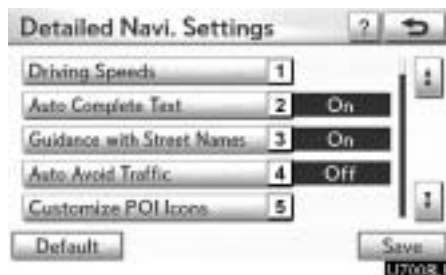 Detailed Navi. Settings ?
Driving Speeds 1
Auto Complete Text 2 On
Guidance with Street Names 3 On
Auto Avoid Traffic 4 Off
Customize POI Icons 5
Default Save